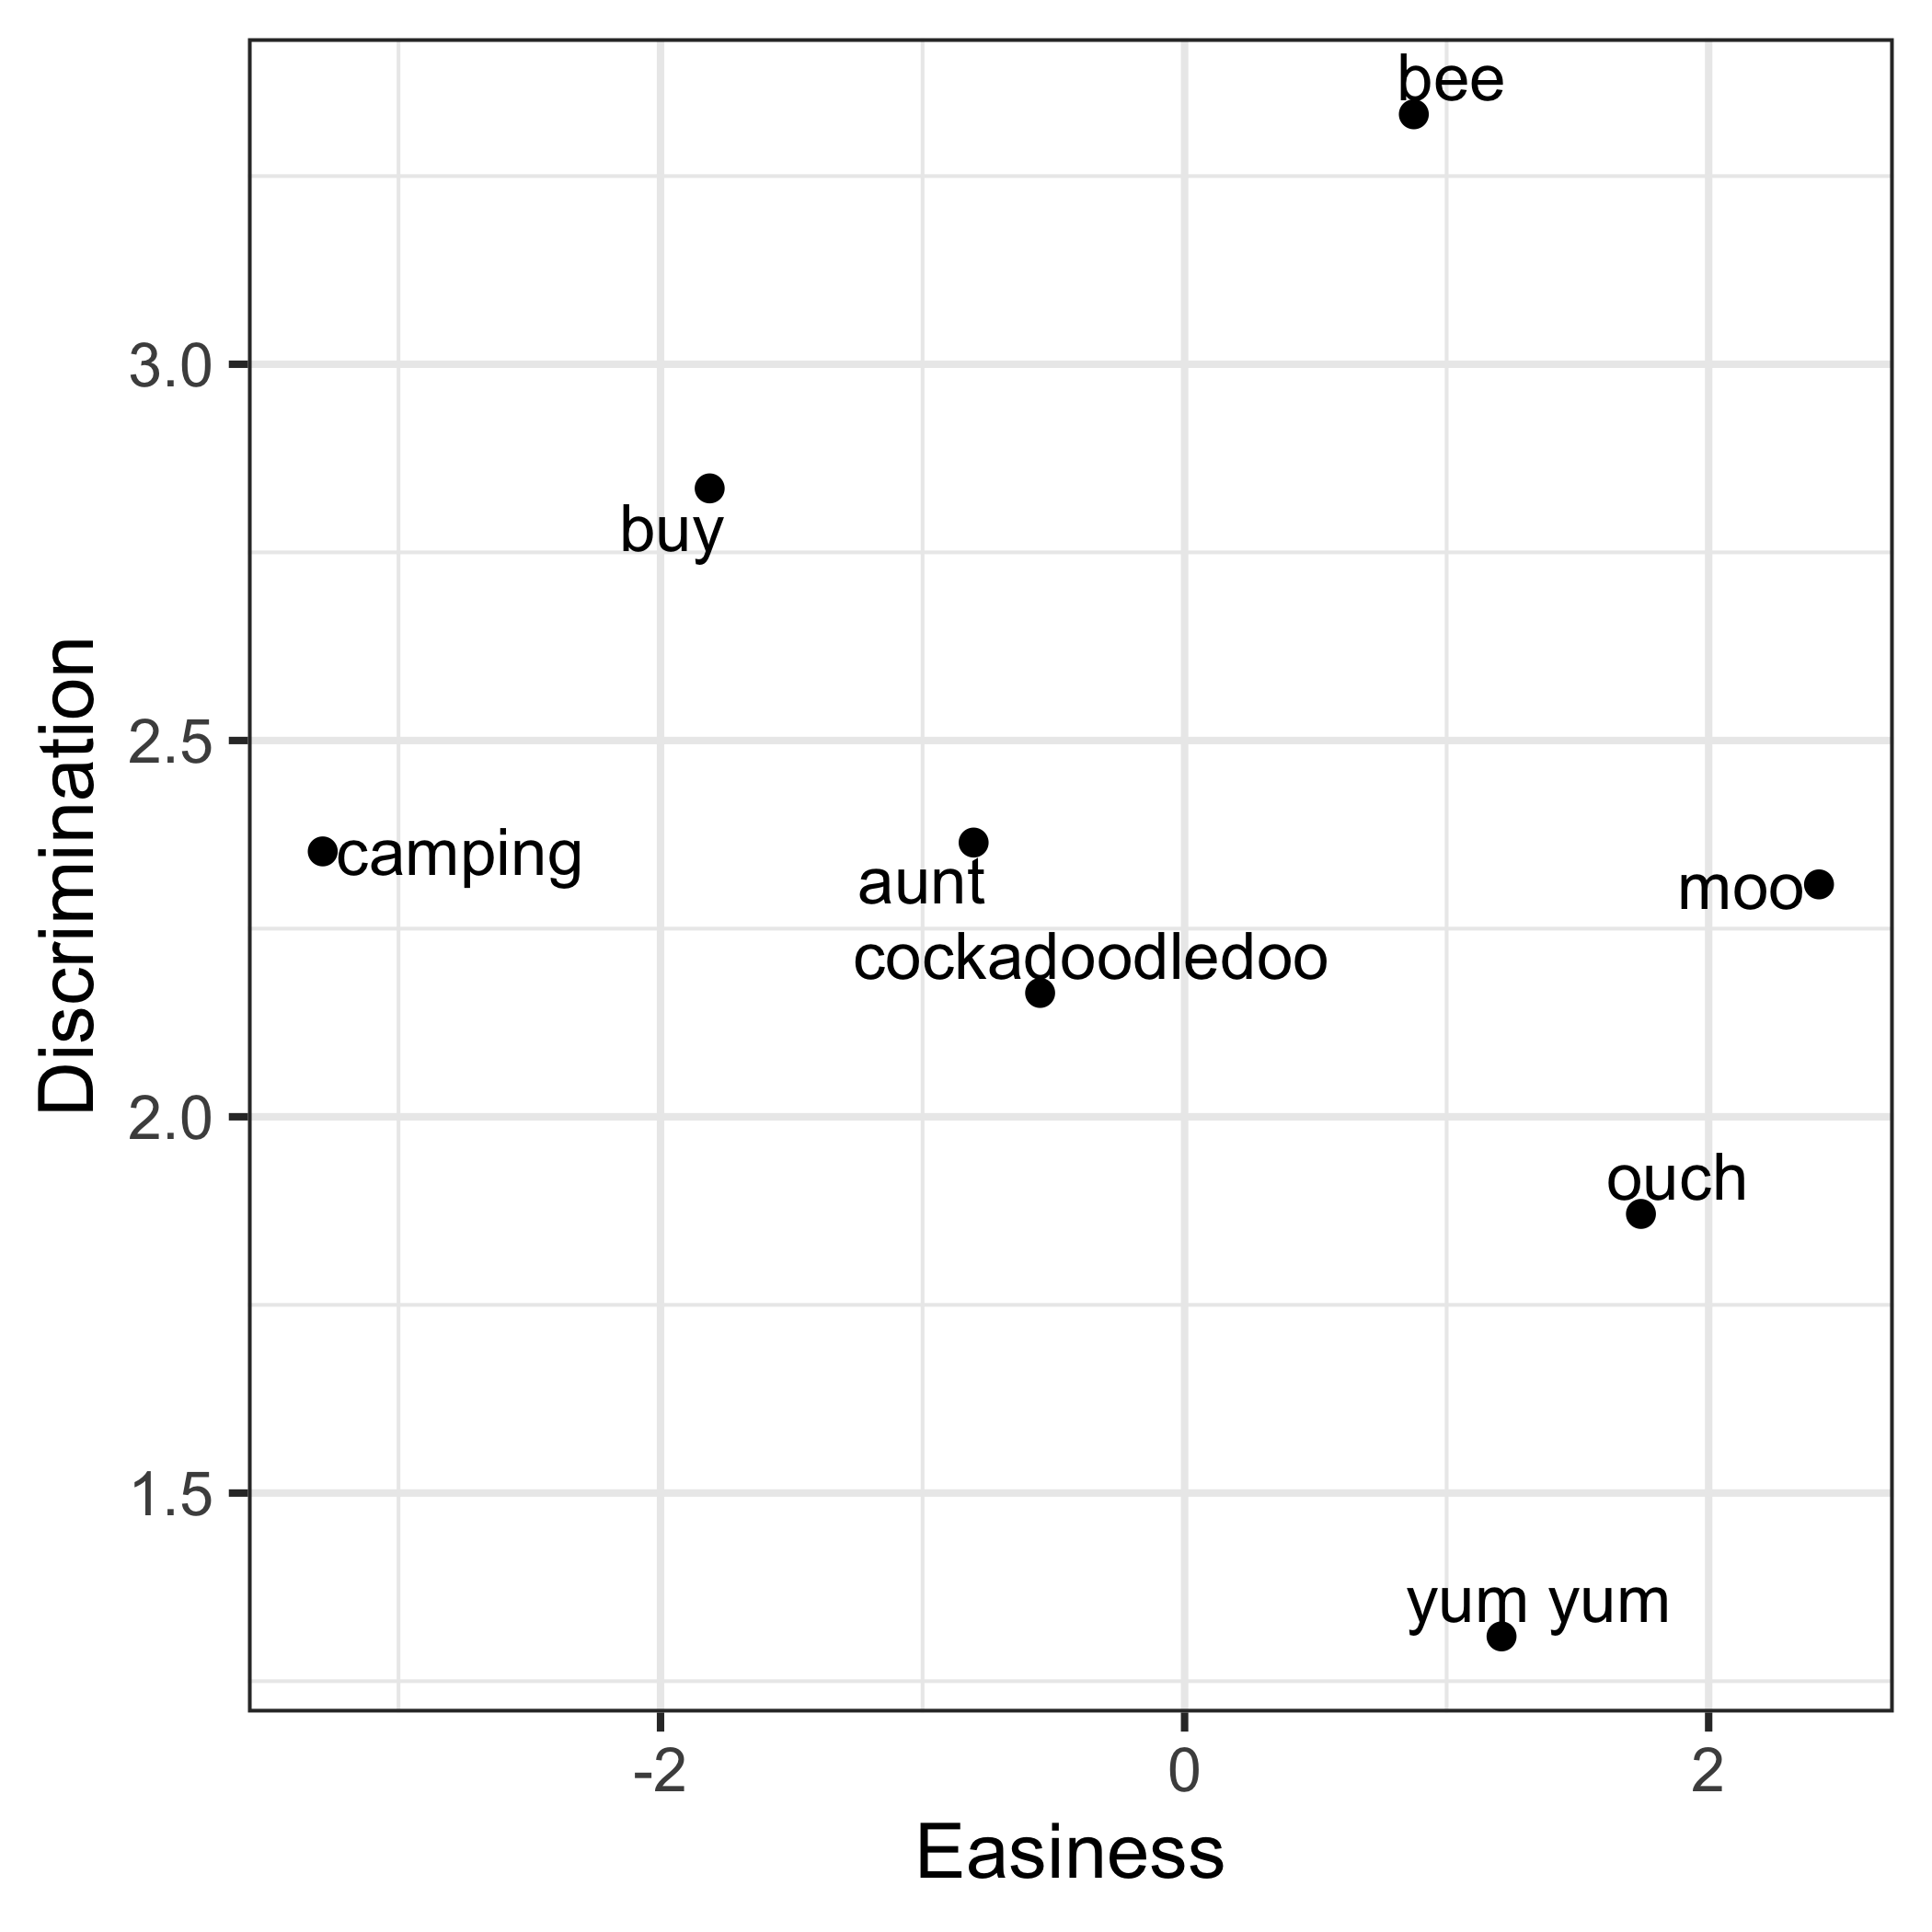 bee
3.0
buy
Discrimination
2.5
camping
aunt
moo
cockadoodledoo
2.0
ouch
1.5
yum yum
-2
0
2
Easiness